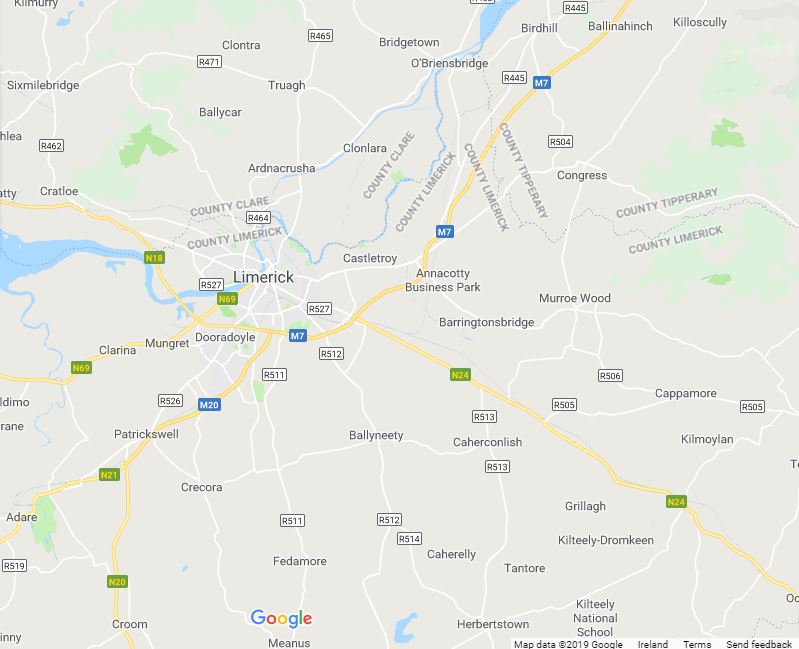 Kilmurry
R465
R445
Clontra
Bridgetown
Birdhill
Ballinahinch
Killoscully
R471
O'Briensbridge
R445
M7
Sixmilebridge
Truagh
Ballycar
R462
Clonlara
R504
COUNTY CLARE
COUNTY LIMERICK
COUNTY LIMERICK
COUNTY TIPPERARY
Ardnacrusha
Congress
Cratloe
COUNTY CLARE
R464
COUNTY LIMERICK
COUNTY TIPPERARY
COUNTY LIMERICK
M7
N18
Castletroy
Limerick
R527
Annacotty
Business Park
N69
R527
Murroe Wood
Barringtonsbridge
M7
Dooradoyle
Mungret
Clarina
R512
N69
R511
N24
R506
Cappamore
R526
M20
R505
R505
R513
Patrickswell
Ballyneety
Caherconlish
Kilmoylan
R513
N21
Crecora
N24
Adare
Grillagh
R511
R512
R514
Kilteely-Dromkeen
Caherelly
Fedamore
R519
Tantore
N20
Kilteely
National
School
Google
Croom
Herbertstown
Meanus
Map data ©2019 Google Ireland Terms Send feedback